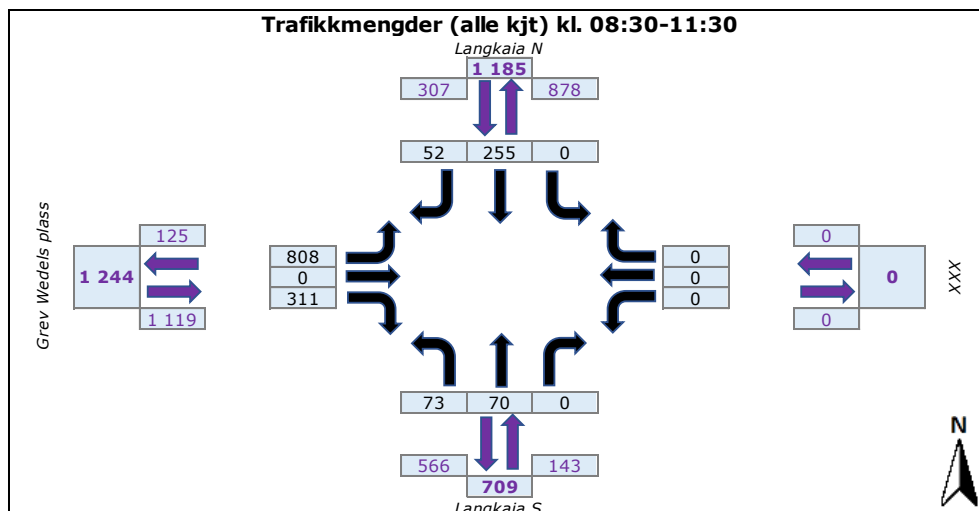 Trafikkmengder (alle kjt) kl. 08:30-11:30
Langkaia N
1 185
307 878
52 255 0
Grev Wedels plass
125
1 244
1 119
808
0
311
0
0
0
0
0
0
XXX
73 70 0
566 143
709
Langkaia S
N